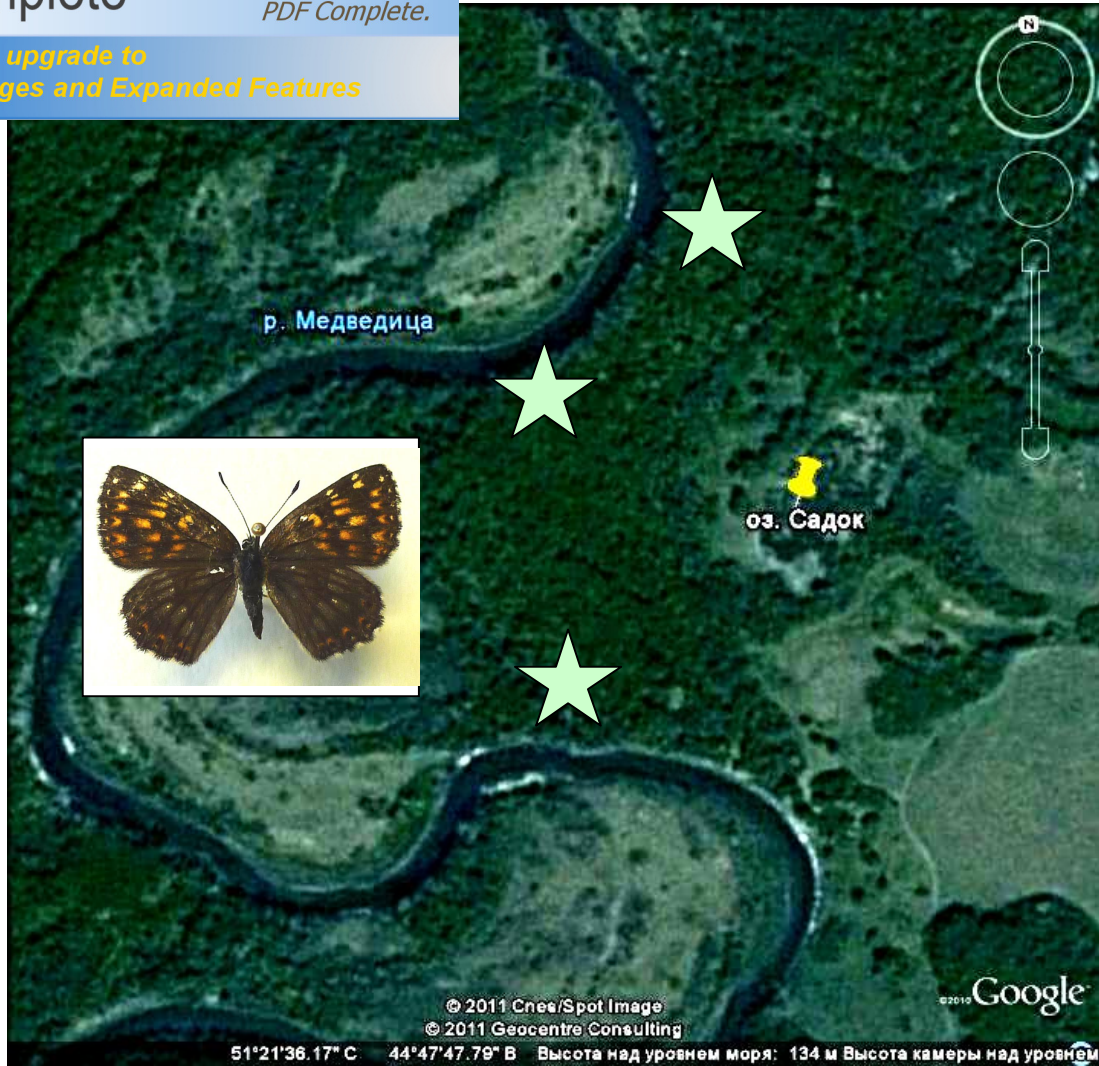 PDF Complete.
upgrade to
ges and Expanded Features
N
р. Медведица
оз. Садок
© 2011 Cnes/Spot Image
© 2011 Geocentre Consulting
©2010 Google
51°21'36.17" С 44°47'47.79" В Высота над уровнем моря: 134 м Высота камеры над уровнем